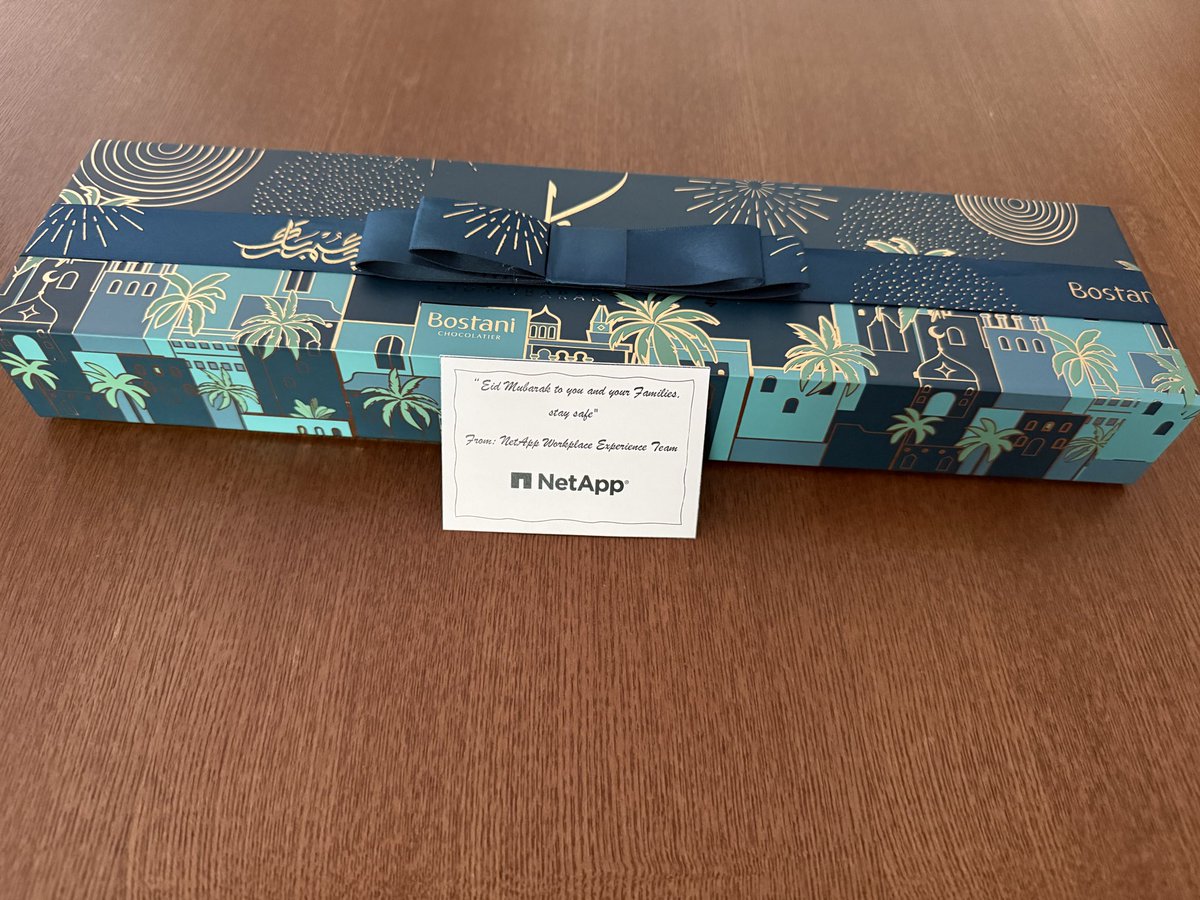 Bostani
Bostani
CHOCOLATIER
"Eid Mubarak to you and your Families,
stay safe"
From: NetApp Workplace Experience Team
NetApp